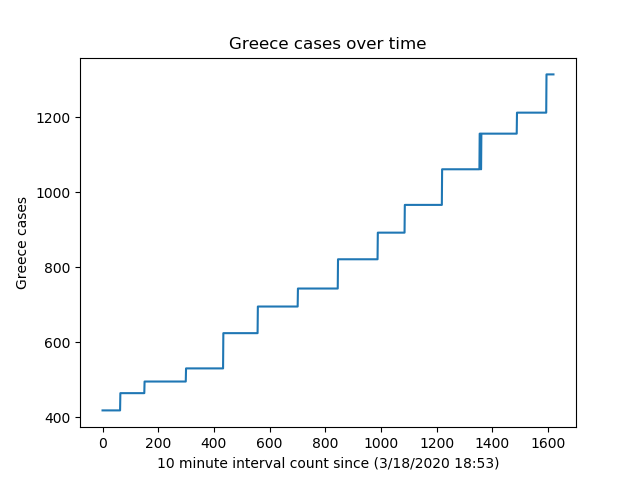 Greece cases over time
1200
1000
800
600
400
Greece cases
0 200 400 600 800 1000 1200 1400 1600
10 minute interval count since (3/18/2020 18:53)